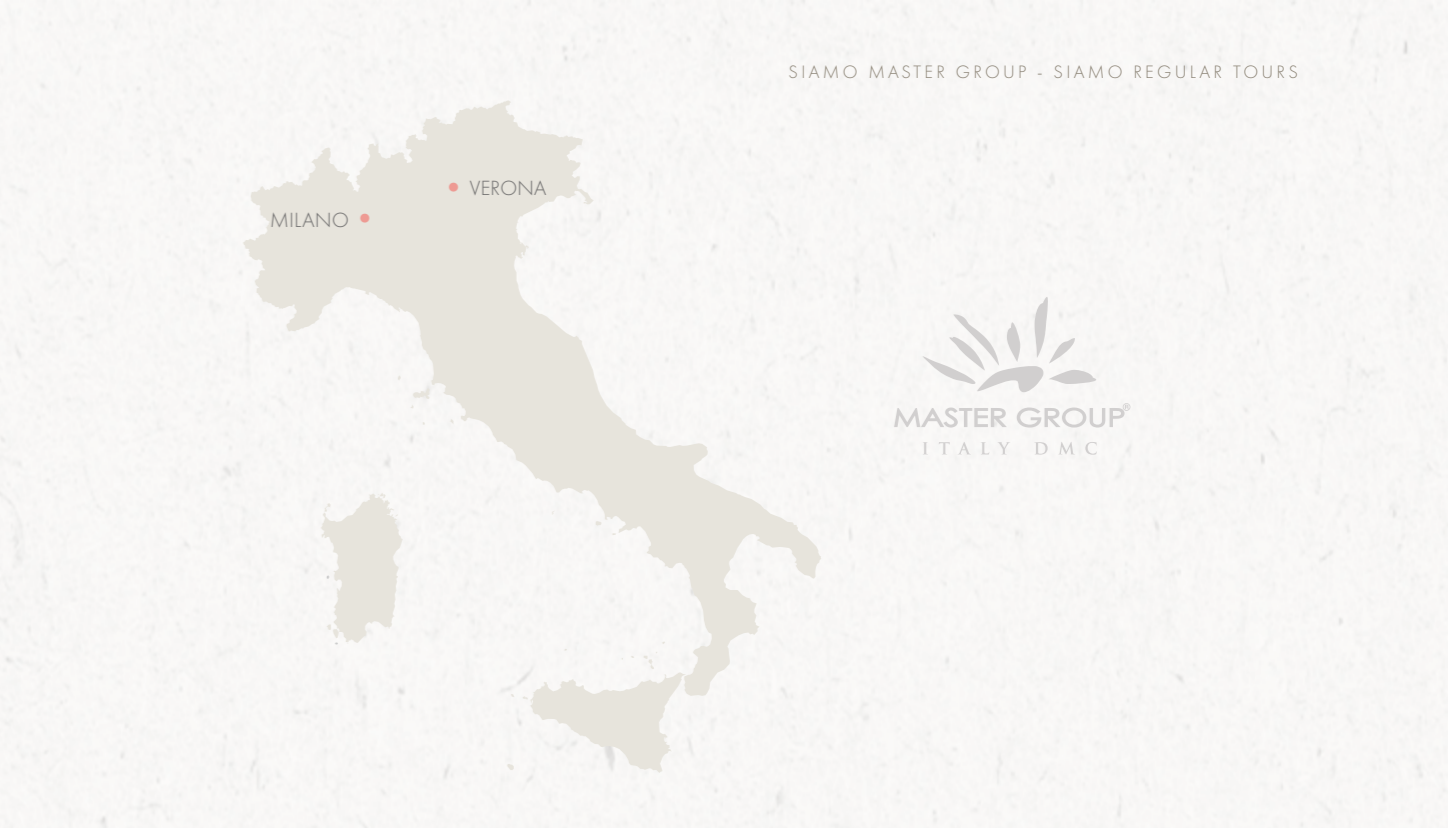 SIAMO MASTER GROUP - SIAMO REGULAR TOURS
VERONA
MILANO
MASTER GROUP®
ITALY DMC